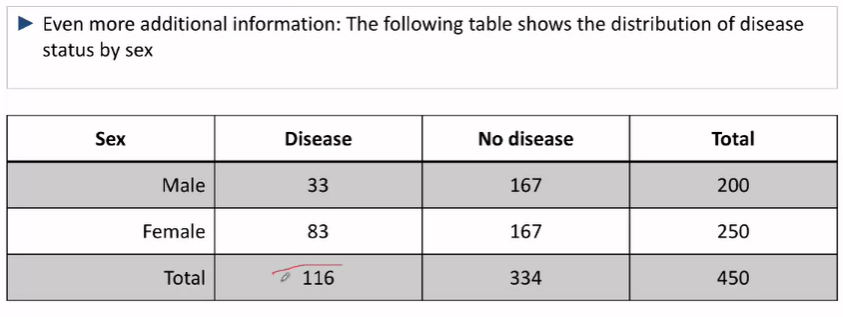 ► Even more additional information: The following table shows the distribution of disease
status by sex
Sex Disease No disease Total
Male 33 167 200
Female 83 167 250
Total 116 334 450